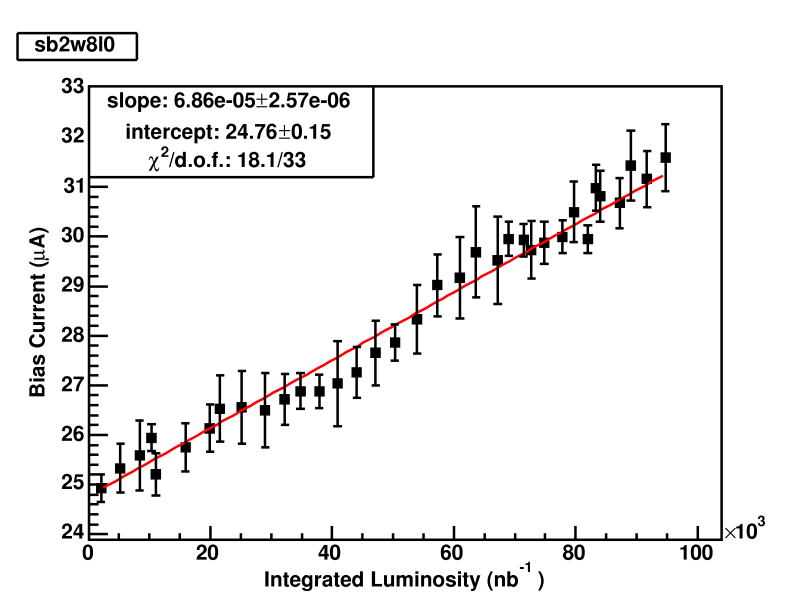 sb2w8l0
slope: 6.86e-05±2.57e-06
intercept: 24.76±0.15
χ²/d.o.f.: 18.1/33
33
32
31
30
29
28
27
26
25
24
Bias Current (μA)
0 20 40 60 80 100
×10³
Integrated Luminosity (nb⁻¹ )